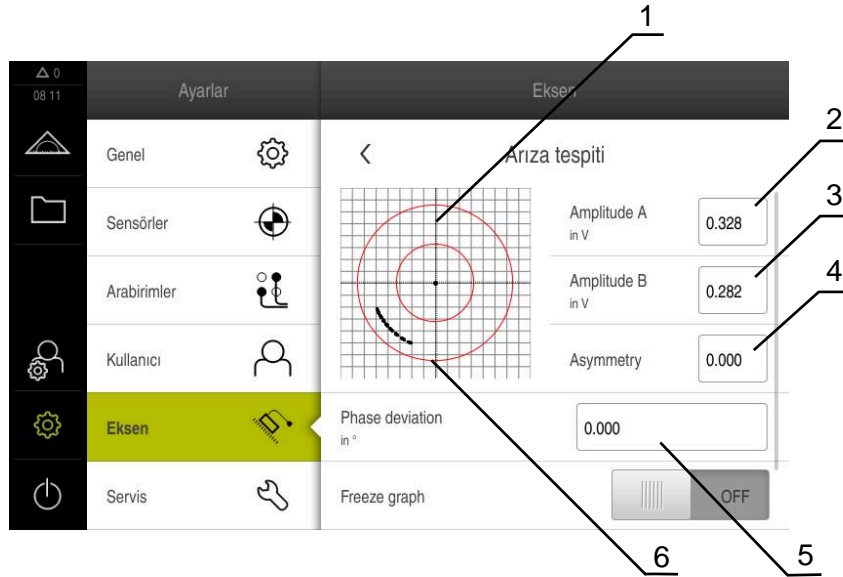 1
0
08 11
Ayarlar
Eksen
2
Genel
Arıza tespiti
Sensörler
Amplitude A
in V
0.328
3
Arabirimler
Amplitude B
in V
0.282
4
Kullanıcı
Asymmetry
0.000
Eksen
Phase deviation
in °
0.000
Servis
Freeze graph
OFF
6
5